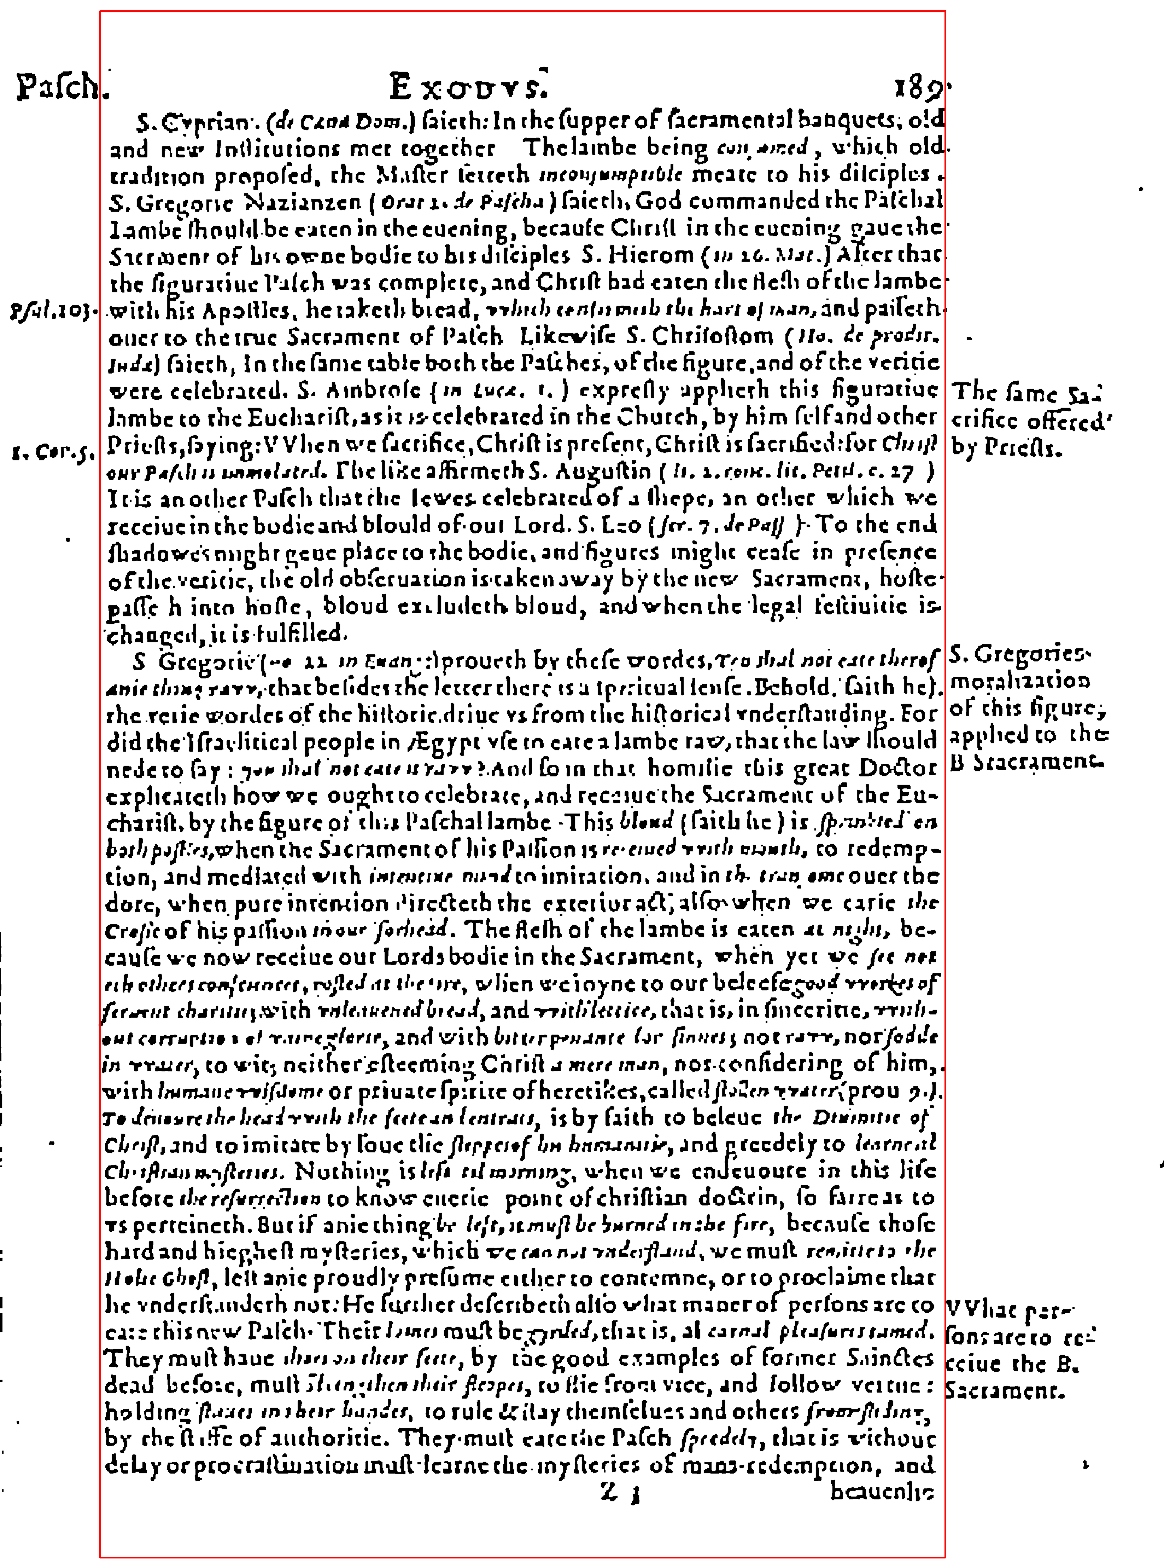 Paſch. EXODVS. 189
S. Cyprian. (de Cœna Dom.) ſaieth: In the ſupper of ſacramental banquets, old
and new Inſtitutions met together The lambe being conſumed, which old
tradition propoſed, the Maſter ſetteth inconſumptible meate to his diſciples.
S. Gregorie Nazianzen (Orat 2. de Paſcha) ſaieth, God commanded the Paſchal
lambe ſhould be eaten in the euening, becauſe Chriſt in the euening gaue the
Sacrment of his owne bodie to his diſciples S. Hierom (in 26. Mat.) After that
the figuratiue Paſch was complete, and Chriſt had eaten the fleſh of the lambe
Pſal. 103. with his Apoſtles, he taketh bread, vvhich confirmeth the hart of man, and paſſeth
ouer to the true Sacrament of Paſch Likewiſe S. Chriſoſtom (Ho. de prodit.
Iudæ) ſaieth, In the ſame table both the Paſches, of the figure, and of the veritie
were celebrated. S. Ambroſe (in Luca. 1.) expreſly applieth this figuratiue
lambe to the Euchariſt, as it is celebrated in the Church, by him ſelf and other
1. Cor. 5. Prieſts, ſaying: VVhen we ſacrifice, Chriſt is preſent, Chriſt is ſacrificed: for Chriſt
our Paſch is immolated. The like affirmeth S. Auguſtin (li. 2. cont. lit. Petil. c. 37)
It is an other Paſch that the Iewes celebrated of a ſhepe, an other which we
receiue in the bodie and blould of our Lord. S. Leo (ſer. 7. de Paſſ) To the end
ſhadowes might geue place to the bodie, and figures might ceaſe in preſence
of the veritie, the old obſeruation is taken away by the new Sacrament, hoſte
paſſeth into hoſte, bloud excludeth bloud, and when the legal feſtiuitie is
changed, it is fulfilled.
The ſame Sacrifice
crifice offered
by Prieſts.
S Gregorie (ho 22 in Euang.) proueth by theſe wordes, You ſhal not eate therof
anie thing ravv, that beſides the letter there is a ſpiritual ſenſe. Behold, ſaith he).
the verie wordes of the hiſtorie driue vs from the hiſtorical vnderſtanding. For
did the Iſraelitical people in Ægypt vſe to eate a lambe raw, that the law ſhould
nede to ſay: you ſhal not eate it ravv? And ſo in that homilie this great Doctor
explicateth how we ought to celebrate, and receiue the Sacrament of the Eu-
chariſt, by the figure of this Paſchal lambe This bloud (ſaith he) is ſprinkled on
both poſtes, when the Sacrament of his Paſſion is receiued vvith mouth, to redemp-
tion, and mediated with intentiue mind to imitation, and in the tranſome ouer the
dore, when pure intention directeth the exterior act, alſo when we carie the
Croſſe of his paſſion in our forhead. The fleſh of the lambe is eaten at night, be-
cauſe we now receiue our Lords bodie in the Sacrament, when yet we ſee not
ech others conſciences, roſted at the fire, when we ioyne to our beleefe good vvorkes of
feruent charitie, with vnleauened bread, and vvild lettice, that is, in ſinceritie, vvith-
out corruption of vaine glorie, and with bitter penance for ſinnes; not ravv, nor ſodde
in vvater, to wit; neither eſteeming Chriſt a mere man, nor conſidering of him,
with humane vviſdome or priuate ſpirite of heretikes, called ſtollen vvater (prou 9.).
To deuoure the head vvith the feete and entrails, is by faith to beleue the Diuinitie of
Chriſt, and to imitate by loue the ſteppes of his humanitie, and greedely to learne al
Chriſtian myſteries. Nothing is left til morning, when we endeuoure in this life
before the reſurrection to know euerie point of chriſtian doctrin, ſo farre as to
vs perteineth. But if anie thing be left, it muſt be burned in the fire, becauſe thoſe
hard and hiegheſt myſteries, which we can not vnderſtand, we muſt remitte to the
Holie Ghoſt, leſt anie proudly preſume either to contemne, or to proclaime that
he vnderſtandeth not: He further deſcribeth alſo what maner of perſons are to
eate this new Paſch. Their loines muſt be girded, that is, al carnal pleaſures tamed.
They muſt haue ſhoes on their feete, by the good examples of former Sainctes
dead before, muſt ſtrengthen their ſteppes, to flie from vice, and follow vertue:
holding ſtaues in their handes, to rule & ſtay themſelues and others from ſliding,
by the ſtaffe of authoritie. They muſt eate the Paſch ſpeedely, that is without
delay or procraſtination muſt learne the myſteries of mans redemption, and
S. Gregories
moralization
of this figure,
applied to the
B Sacrament.
VVhat per-
ſons are to re-
ceiue the B.
Sacrament.
Z 3 heauenlie